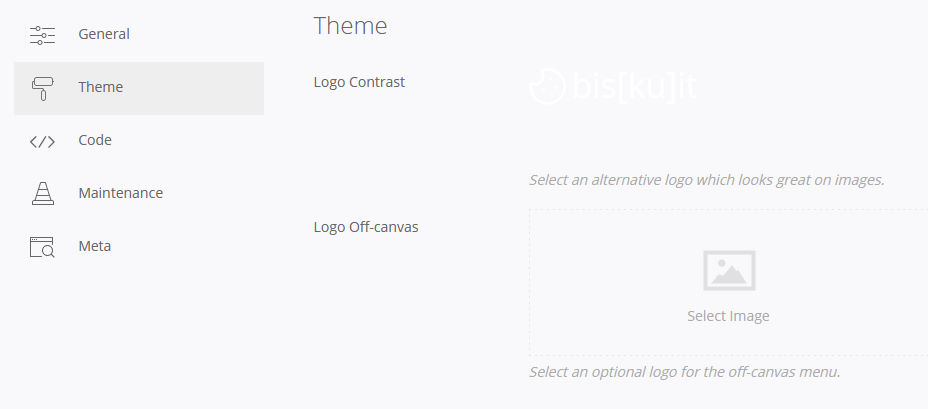 General
Theme
Code
Maintenance
Meta
Theme
Logo Contrast
bis[ku]it
Select an alternative logo which looks great on images.
Logo Off-canvas
Select Image
Select an optional logo for the off-canvas menu.